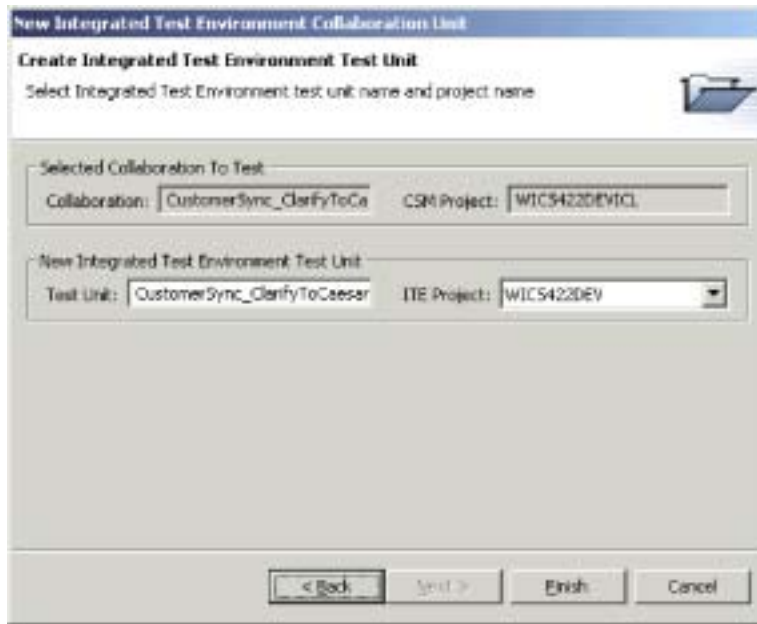 New Integrated Test Environment Collaboration Unit
Create Integrated Test Environment Test Unit
Select Integrated Test Environment test unit name and project name
Selected Collaboration To Test
Collaboration: CustomerSync_ClarifyToCa CSM Project: WICS422DEVICL
New Integrated Test Environment Test Unit
Test Unit: CustomerSync_ClarifyToCaesar ITE Project: WICS422DEV
< Back Next > Finish Cancel